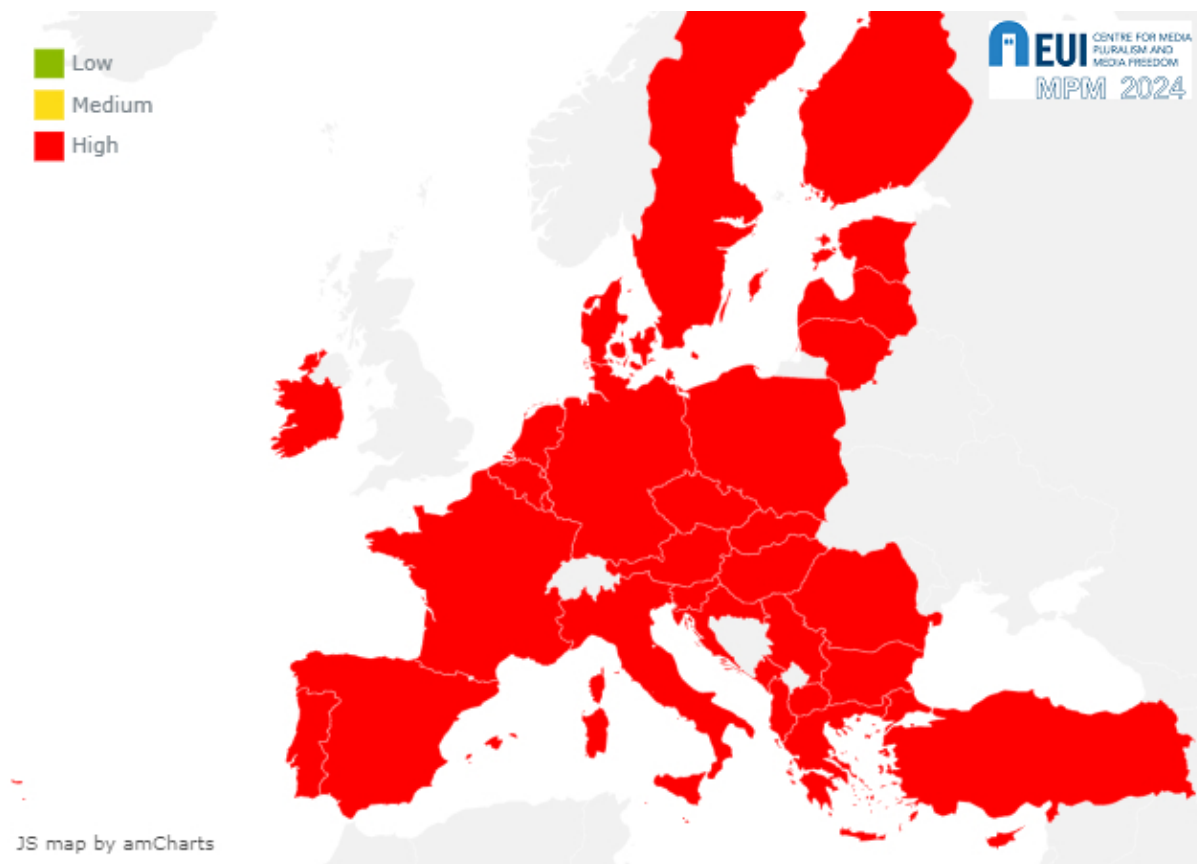 Low
Medium
High
EUI
CENTRE FOR MEDIA
PLURALISM AND
MEDIA FREEDOM
MPM 2024
JS map by amCharts